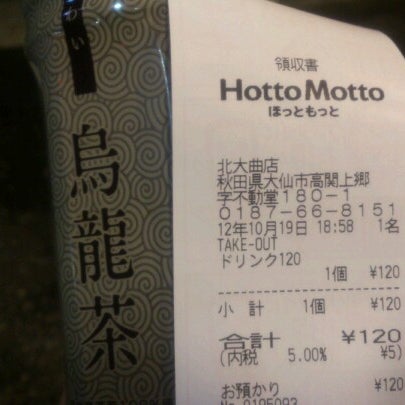 わい
烏龍茶
領収書
Hotto Motto
ほっともっと
北大曲店
秋田県大仙市高関上郷
字不動堂180-1
0187-66-8151
12年10月19日 18:58 1名
TAKE-OUT
ドリンク120
1個 ¥120
小 計 1個 ¥120
合計 ¥120
(内税 5.00% ¥5)
お預かり ¥120